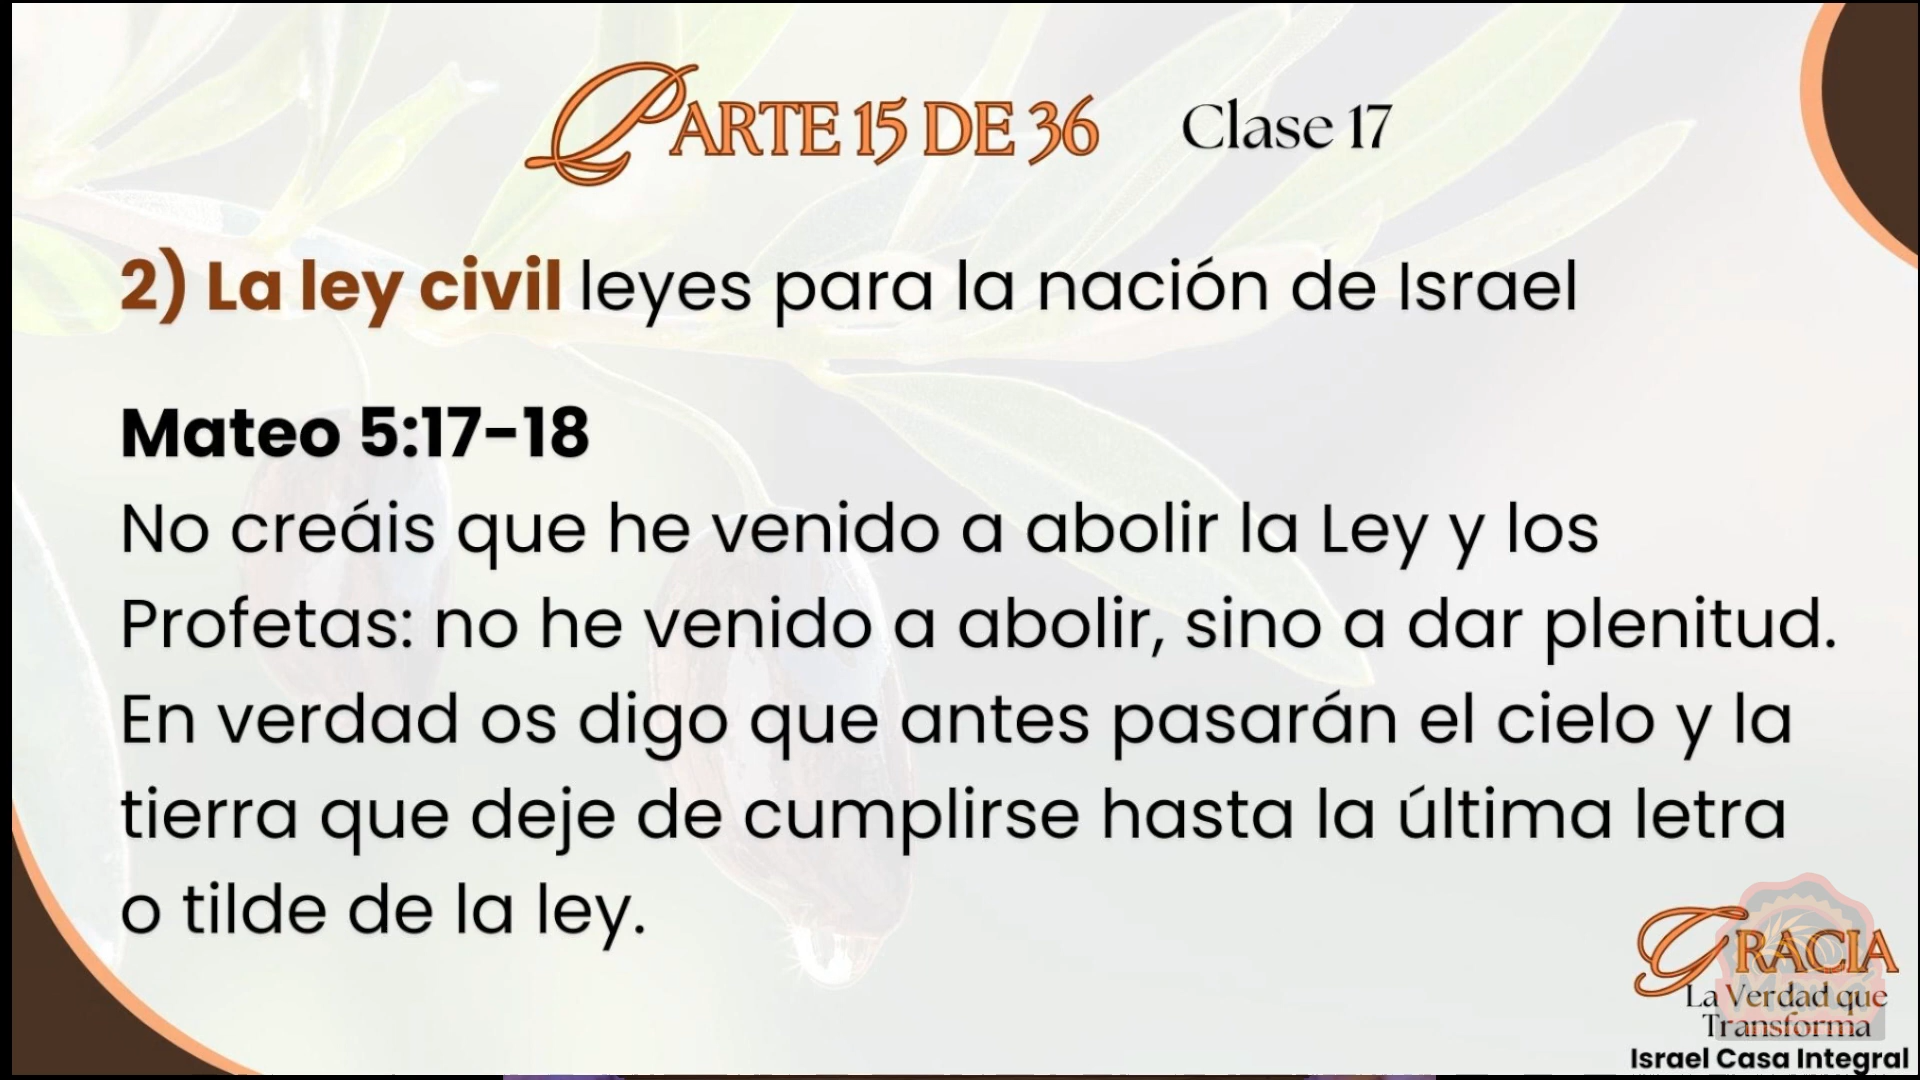 PARTE 15 DE 36 Clase 17
2) La ley civil leyes para la nación de Israel
Mateo 5:17-18
No creáis que he venido a abolir la Ley y los
Profetas: no he venido a abolir, sino a dar plenitud.
En verdad os digo que antes pasarán el cielo y la
tierra que deje de cumplirse hasta la última letra
o tilde de la ley.
GRACIA
La Verdad que
Transforma
Israel Casa Integral